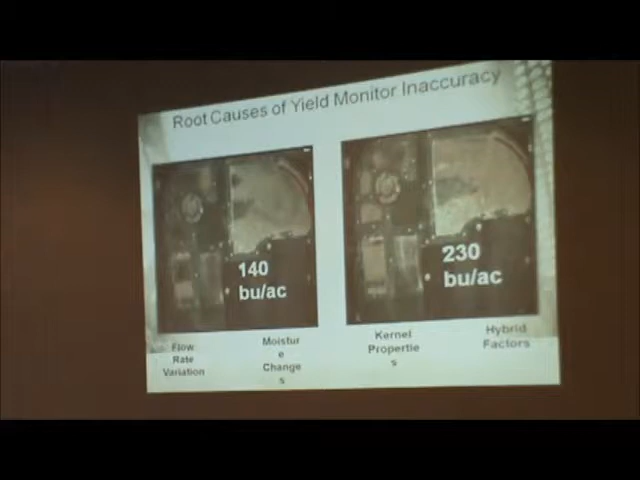 Root Causes of Yield Monitor Inaccuracy
140
bu/ac
230
bu/ac
Flow
Rate
Variation
Moistur
e
Change
s
Kernel
Propertie
s
Hybrid
Factors